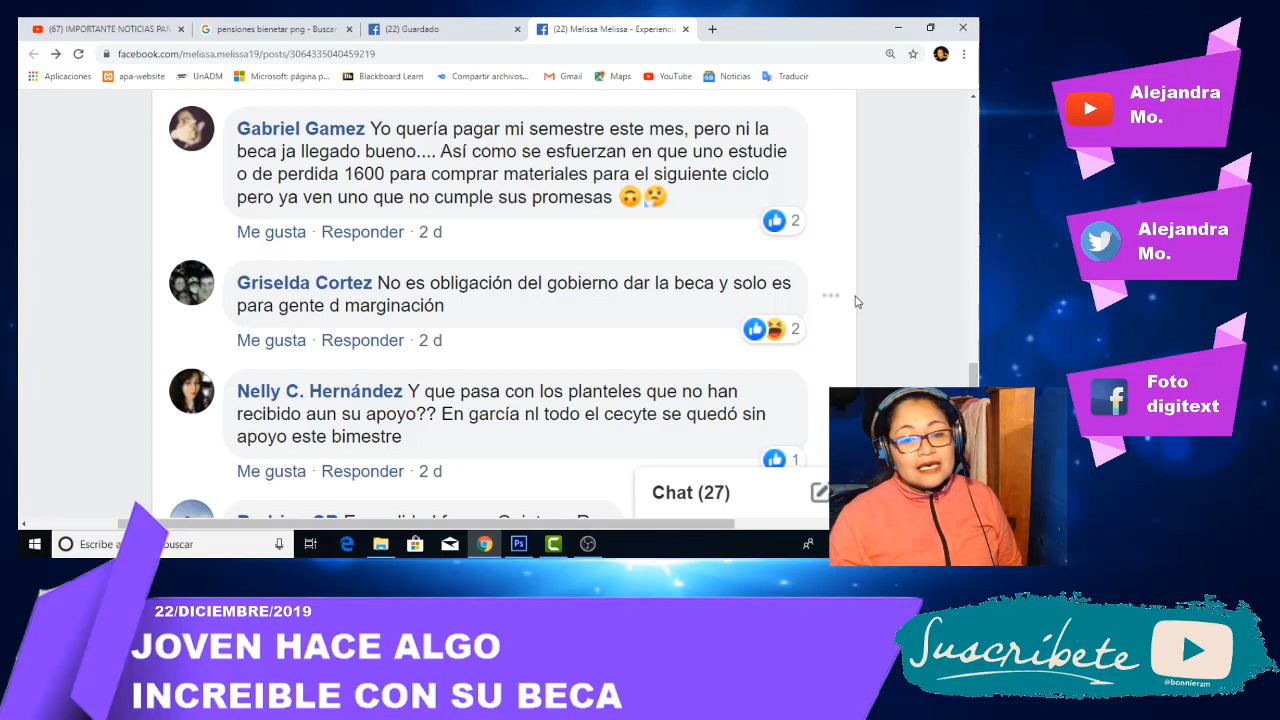 (67) IMPORTANTE NOTICIAS PAR
pensiones bienetar png - Buscar
(22) Guardado
(22) Melissa Melissa - Experienci
facebook.com/melissa.melissa19/posts/3064335040459219
Aplicaciones
apa-website
UnADM
Microsoft: página p...
Bb
Blackboard Learn
Compartir archivos...
Gmail
Maps
YouTube
Noticias
Traducir
Gabriel Gamez Yo quería pagar mi semestre este mes, pero ni la
beca ja llegado bueno.... Así como se esfuerzan en que uno estudie
o de perdida 1600 para comprar materiales para el siguiente ciclo
pero ya ven uno que no cumple sus promesas 🙃🤧
2
Me gusta · Responder · 2 d
Griselda Cortez No es obligación del gobierno dar la beca y solo es
para gente d marginación
2
Me gusta · Responder · 2 d
Nelly C. Hernández Y que pasa con los planteles que no han
recibido aun su apoyo?? En garcía nl todo el cecyte se quedó sin
apoyo este bimestre
1
Me gusta · Responder · 2 d
Chat (27)
Escribe a
buscar
Ps
Alejandra
Mo.
Alejandra
Mo.
Foto
digitext
22/DICIEMBRE/2019
JOVEN HACE ALGO
INCREIBLE CON SU BECA
Suscríbete
@bonnierzm